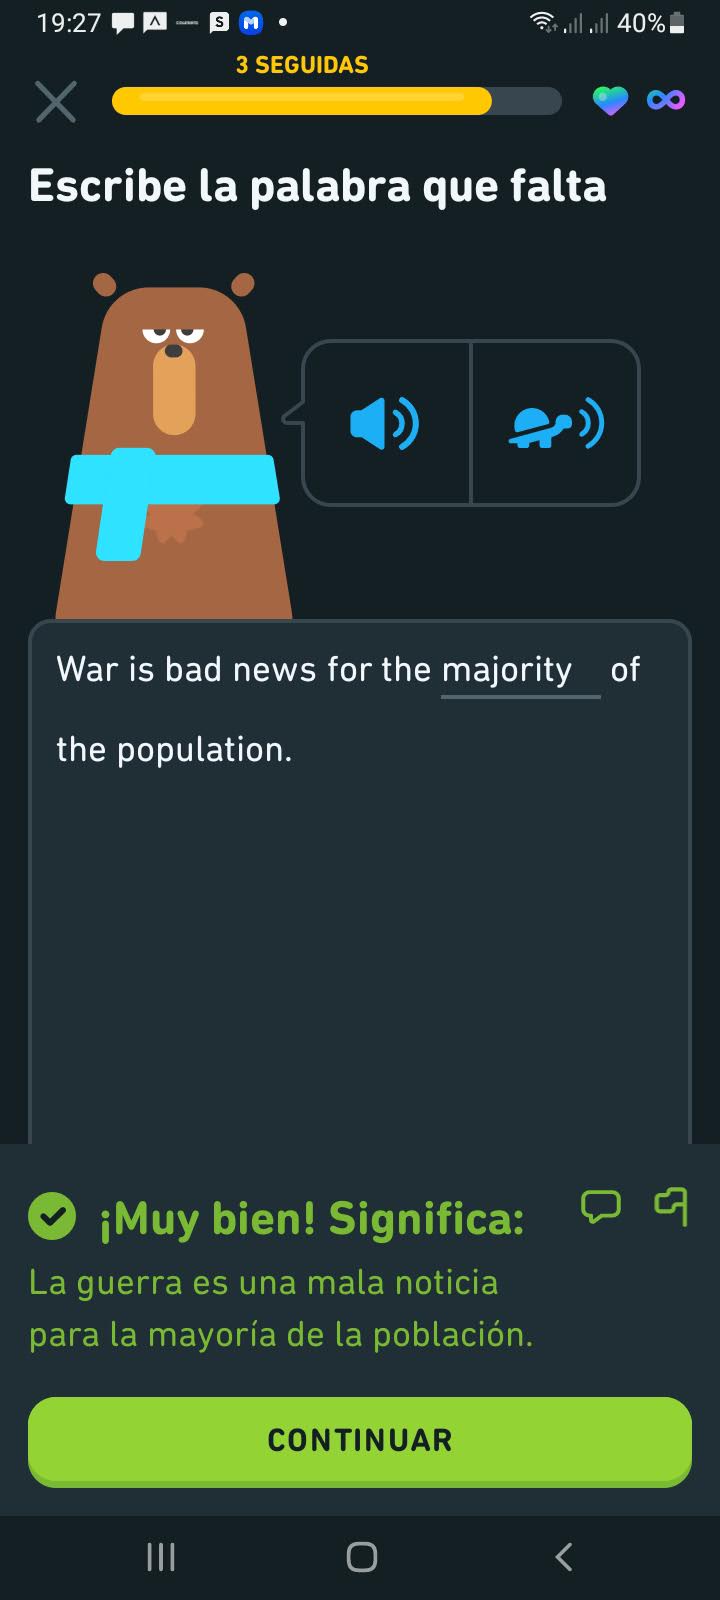 19:27
40%
3 SEGUIDAS
Escribe la palabra que falta
War is bad news for the majority of
the population.
¡Muy bien! Significa:
La guerra es una mala noticia
para la mayoría de la población.
CONTINUAR